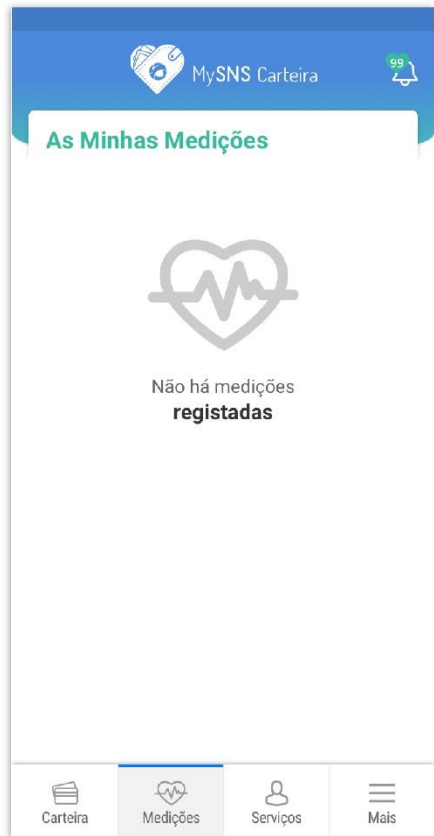 MySNS Carteira
99
As Minhas Medições
Não há medições
registadas
Carteira
Medições
Serviços
Mais